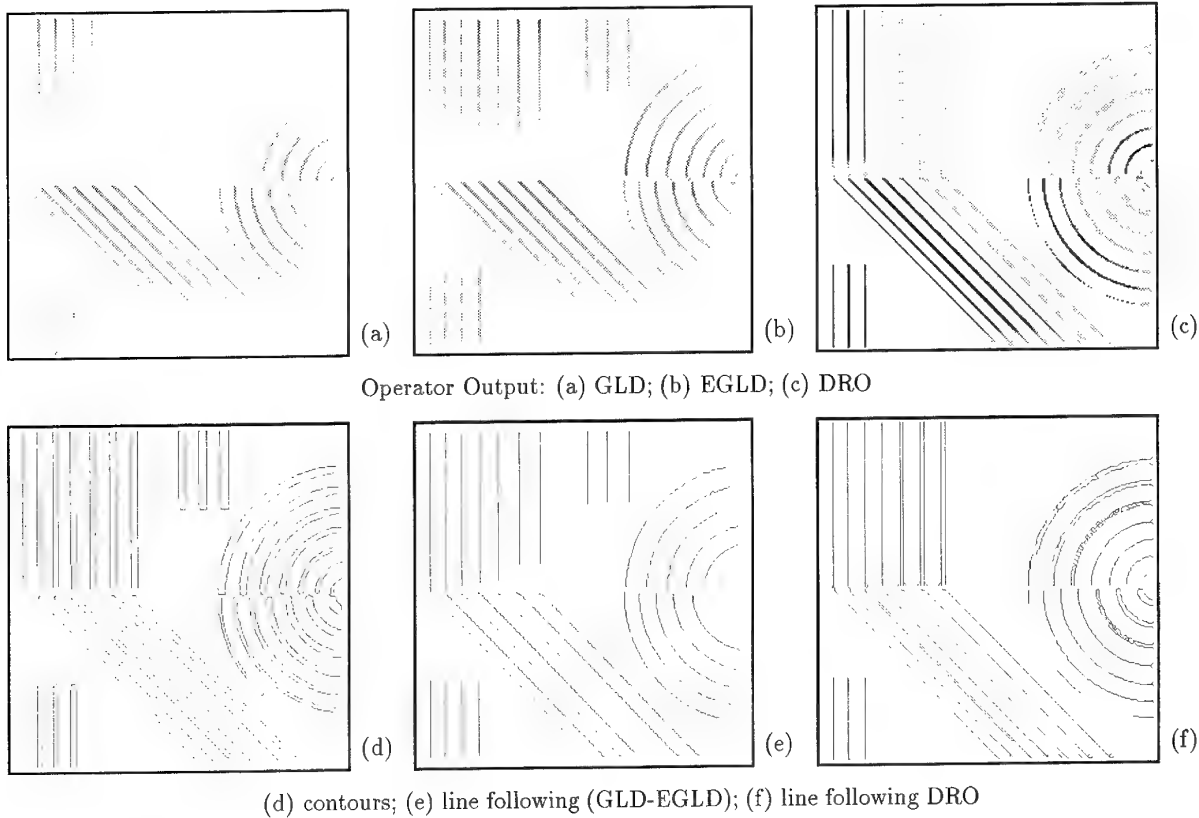 (a)
(b)
(c)
Operator Output: (a) GLD; (b) EGLD; (c) DRO
(d)
(e)
(f)
(d) contours; (e) line following (GLD-EGLD); (f) line following DRO